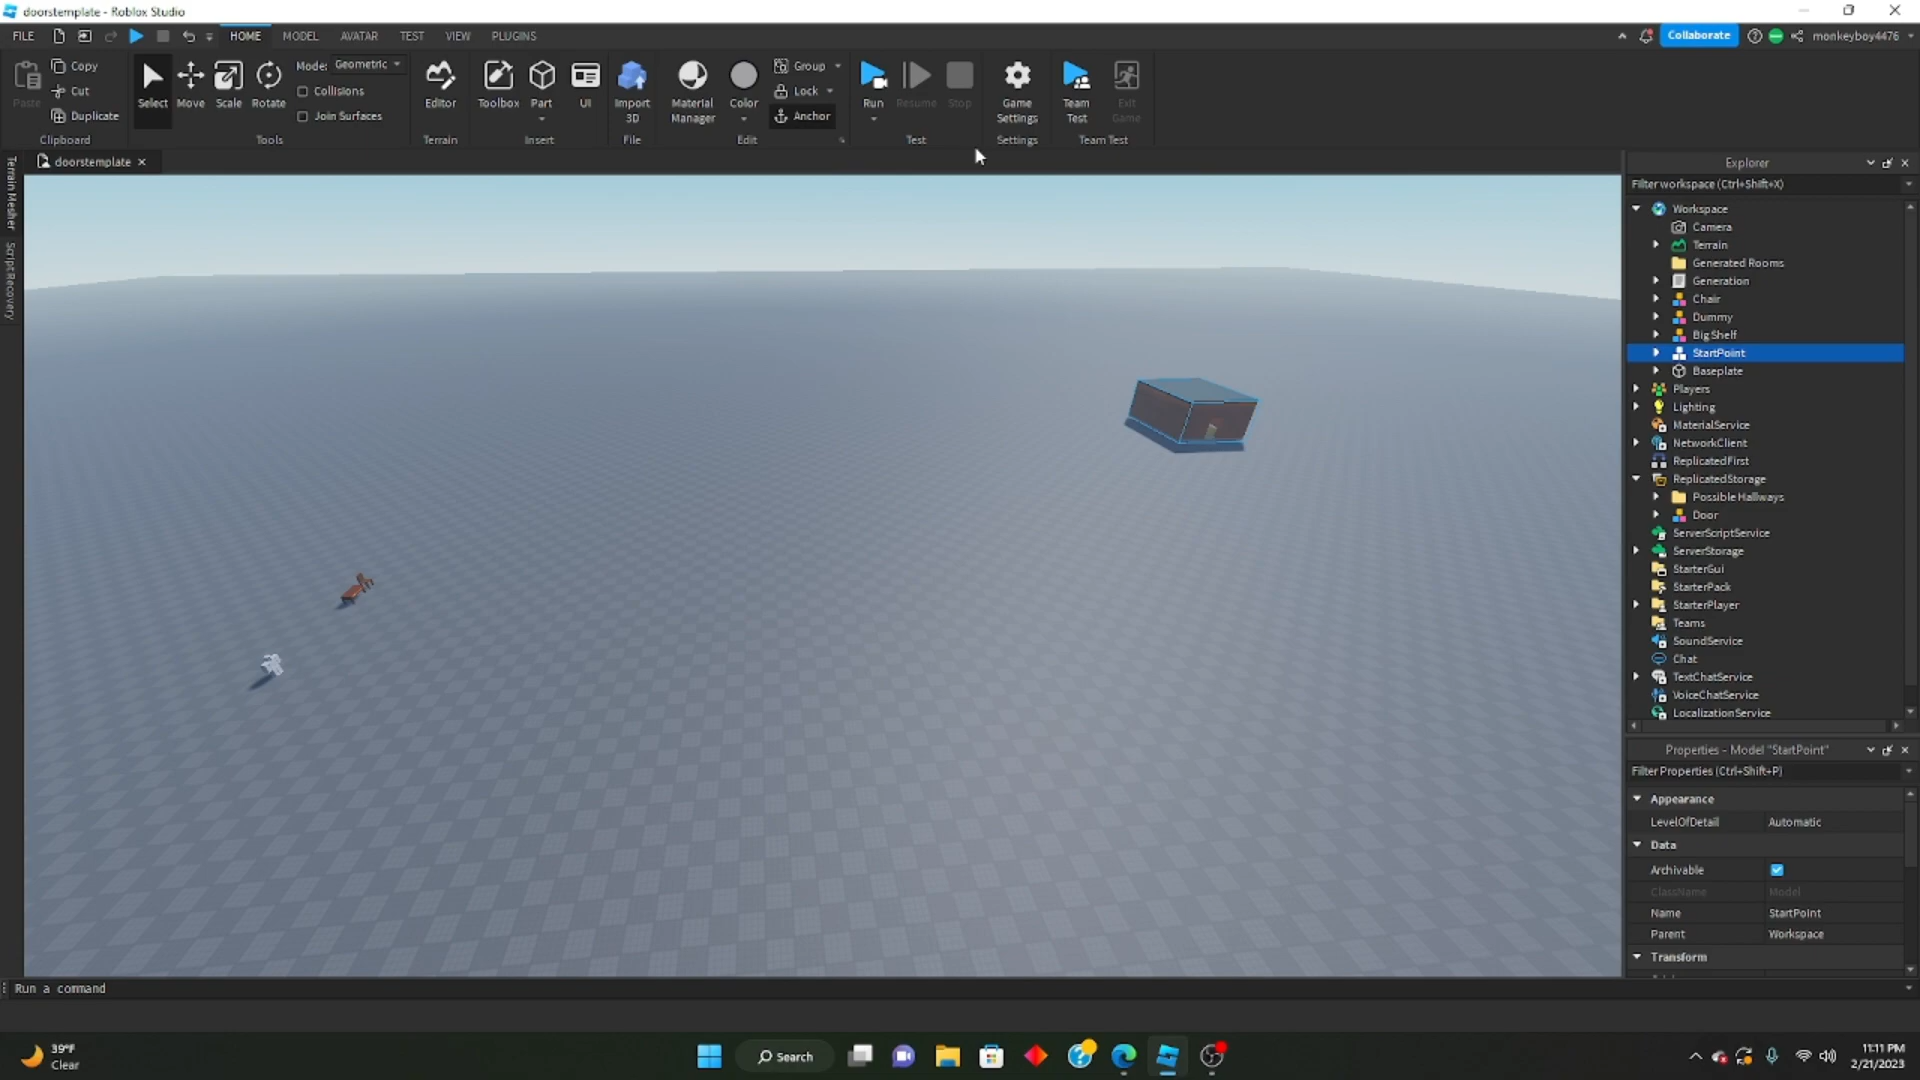 doorstemplate - Roblox Studio
FILE HOME MODEL AVATAR TEST VIEW PLUGINS Collaborate monkeyboy4476
Paste Copy Cut Duplicate Clipboard
Select Move Scale Rotate Mode: Geometric Collisions Join Surfaces Tools
Editor Terrain
Toolbox Part UI Insert
Import 3D File
Material Manager Color Group Lock Anchor Edit
Run Resume Stop Test
Game Settings Settings
Team Test Exit Game Team Test
doorstemplate
Terrain Mesher
Script Recovery
Explorer
Filter workspace (Ctrl+Shift+X)
Workspace
Camera
Terrain
Generated Rooms
Generation
Chair
Dummy
Big Shelf
StartPoint
Baseplate
Players
Lighting
MaterialService
NetworkClient
ReplicatedFirst
ReplicatedStorage
Possible Hallways
Door
ServerScriptService
ServerStorage
StarterGui
StarterPack
StarterPlayer
Teams
SoundService
Chat
TextChatService
VoiceChatService
LocalizationService
Properties - Model "StartPoint"
Filter Properties (Ctrl+Shift+P)
Appearance
LevelOfDetail Automatic
Data
Archivable
ClassName Model
Name StartPoint
Parent Workspace
Transform
Run a command
39°F
Clear
Search
11:11 PM
2/21/2023